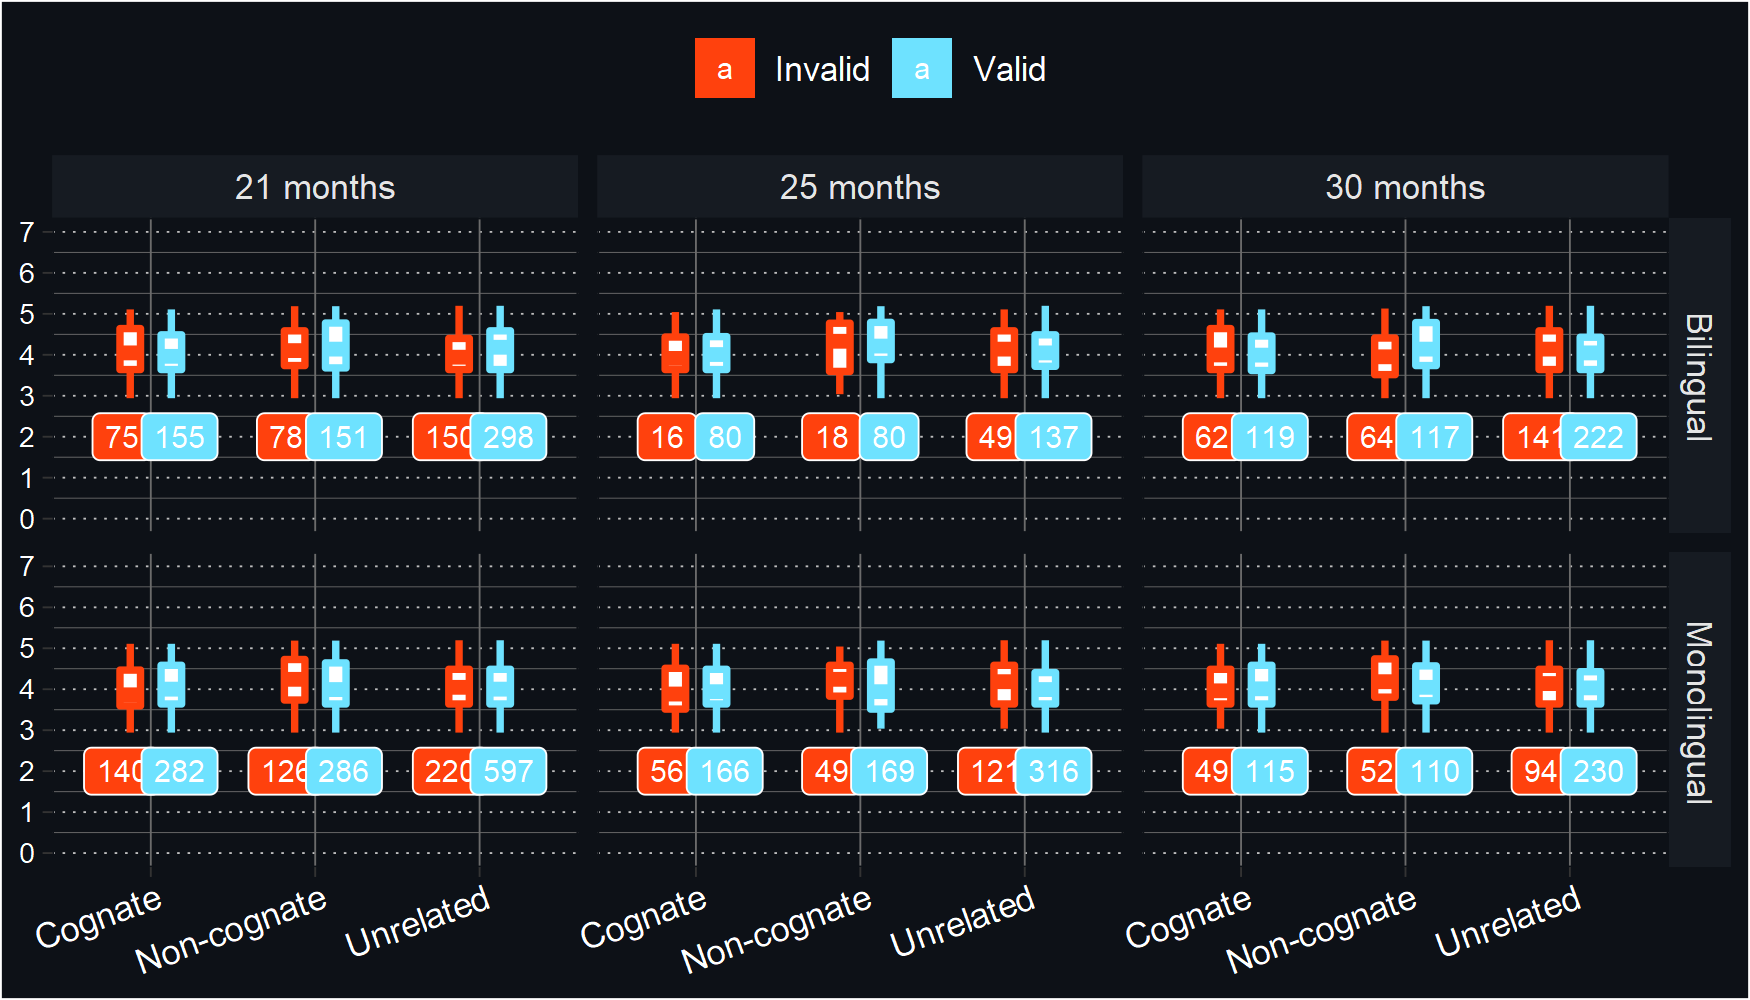 a Invalid a Valid
21 months 25 months 30 months
7
6
5
4
3
75 155 78 151 150 298 16 80 18 80 49 137 62 119 64 117 141 222
2
1
0
Bilingual
7
6
5
4
3
140 282 126 286 220 597 56 166 49 169 121 316 49 115 52 110 94 230
2
1
0
Monolingual
Cognate Non-cognate Unrelated Cognate Non-cognate Unrelated Cognate Non-cognate Unrelated